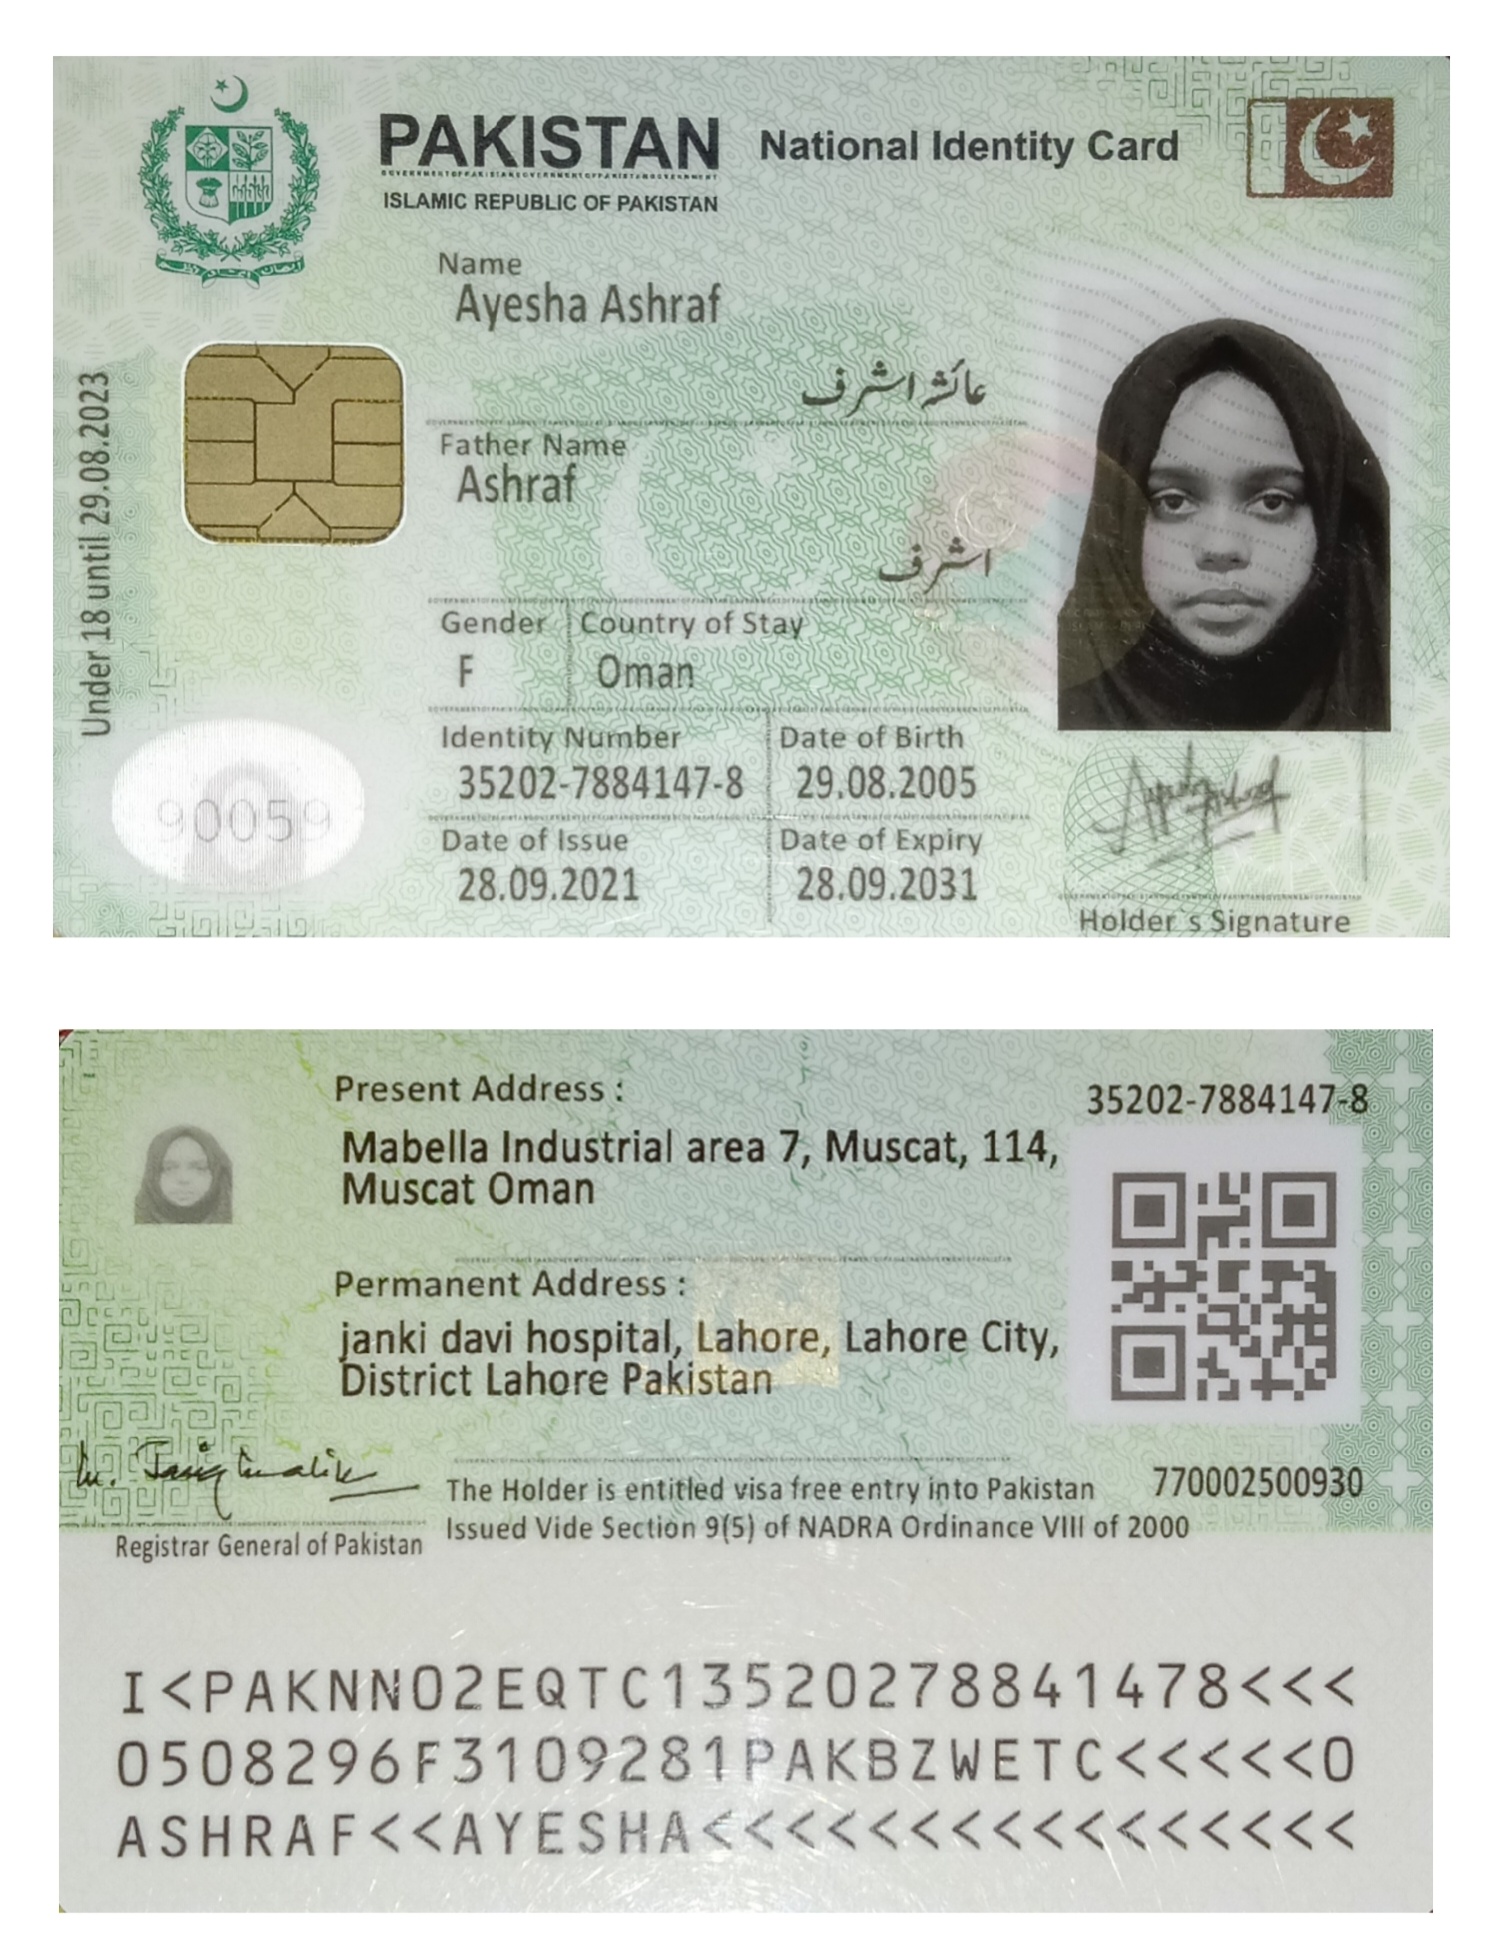 PAKISTAN National Identity Card
ISLAMIC REPUBLIC OF PAKISTAN
Name
Ayesha Ashraf
عائشہ اشرف
Father Name
Ashraf
اشرف
Gender Country of Stay
F Oman
Identity Number Date of Birth
35202-7884147-8 29.08.2005
Date of Issue Date of Expiry
28.09.2021 28.09.2031
Holder`s Signature
Under 18 until 29.08.2023
90059
Present Address :
35202-7884147-8
Mabella Industrial area 7, Muscat, 114,
Muscat Oman
Permanent Address :
janki davi hospital, Lahore, Lahore City,
District Lahore Pakistan
The Holder is entitled visa free entry into Pakistan
770002500930
Issued Vide Section 9(5) of NADRA Ordinance VIII of 2000
Registrar General of Pakistan
I<PAKNN02EQTC13520278841478<<<
0508296F3109281PAKBZWETC<<<<<0
ASHRAF<<AYESHA<<<<<<<<<<<<<<<<